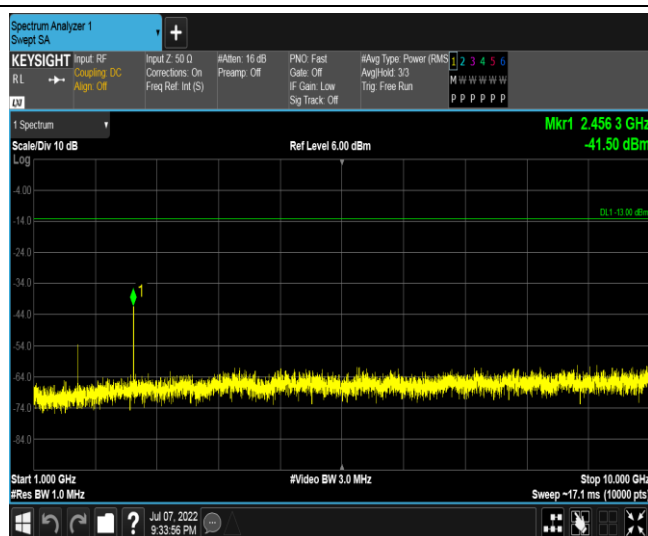 Spectrum Analyzer 1
Swept SA
+
KEYSIGHT Input: RF Input Z: 50 Ω #Atten: 16 dB PNO: Fast #Avg Type: Power (RMS 1 2 3 4 5 6
RL Coupling: DC Corrections: On Preamp: Off Gate: Off Avg|Hold: 3/3 M W W W W W
Align: Off Freq Ref: Int (S) IF Gain: Low Trig: Free Run
Sig Track: Off P P P P P P
LXI
1 Spectrum
Mkr1 2.456 3 GHz
Scale/Div 10 dB Ref Level 6.00 dBm -41.50 dBm
Log
-4.00
DL1 -13.00 dBm
-14.0
-24.0
-34.0
1
-44.0
-54.0
-64.0
-74.0
-84.0
Start 1.000 GHz #Video BW 3.0 MHz Stop 10.000 GHz
#Res BW 1.0 MHz Sweep ~17.1 ms (10000 pts)
? Jul 07, 2022
9:33:56 PM